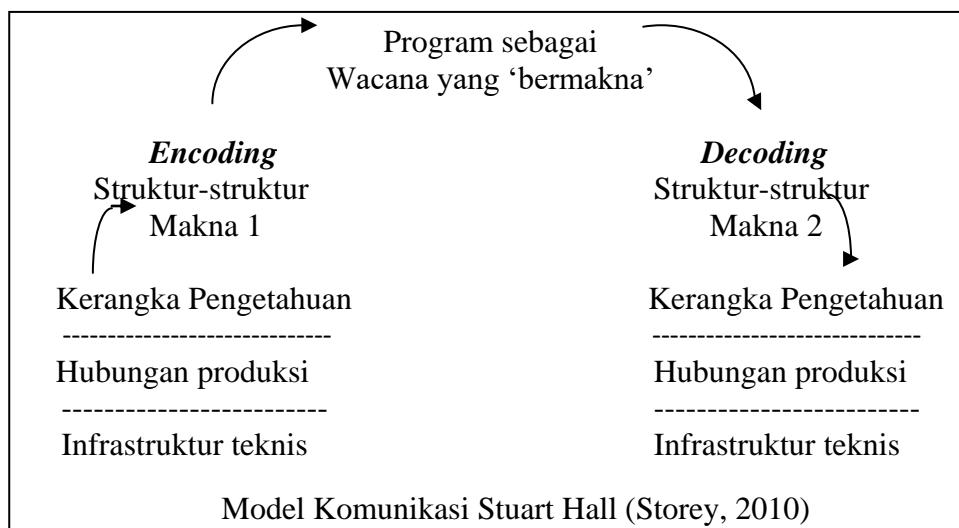 Program sebagai
Wacana yang ‘bermakna’
Encoding
Struktur-struktur
Makna 1
Kerangka Pengetahuan
------------------------------
Hubungan produksi
-------------------------
Infrastruktur teknis
Decoding
Struktur-struktur
Makna 2
Kerangka Pengetahuan
------------------------------
Hubungan produksi
-------------------------
Infrastruktur teknis
Model Komunikasi Stuart Hall (Storey, 2010)